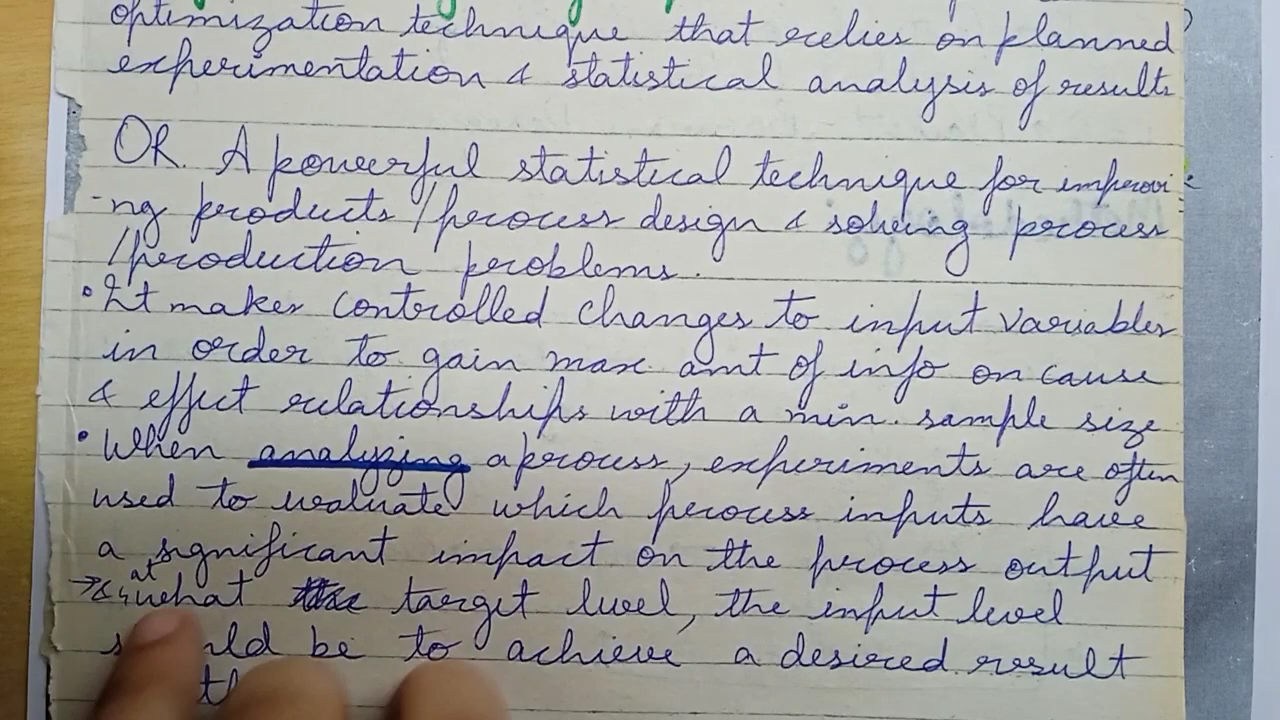 optimization technique that relies on planned
experimentation & statistical analysis of results
OR. A powerful statistical technique for improvi
-ng products/process design & solving process
/production problems.
• It makes controlled changes to input variables
in order to gain max. amt of info on cause
& effect relationships with a min. sample size
• When analyzing a process, experiments are often
used to evaluate which process inputs have
a significant impact on the process output
→ & at what target level, the input level
be to achieve a desired result